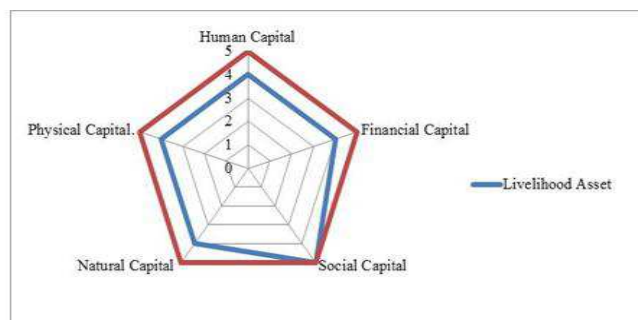 Human Capital
5
4
3
2
1
0
Physical Capital.
Financial Capital
Livelihood Asset
Natural Capital
Social Capital